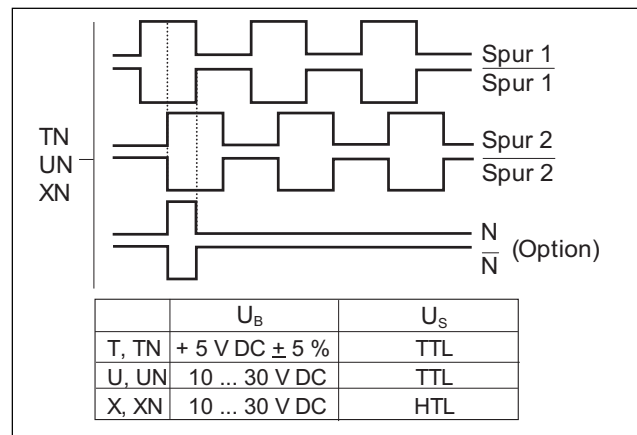 Spur 1
Spur 1
TN
UN
XN
Spur 2
Spur 2
N
N (Option)
U_B U_S
T, TN + 5 V DC ± 5 % TTL
U, UN 10 ... 30 V DC TTL
X, XN 10 ... 30 V DC HTL